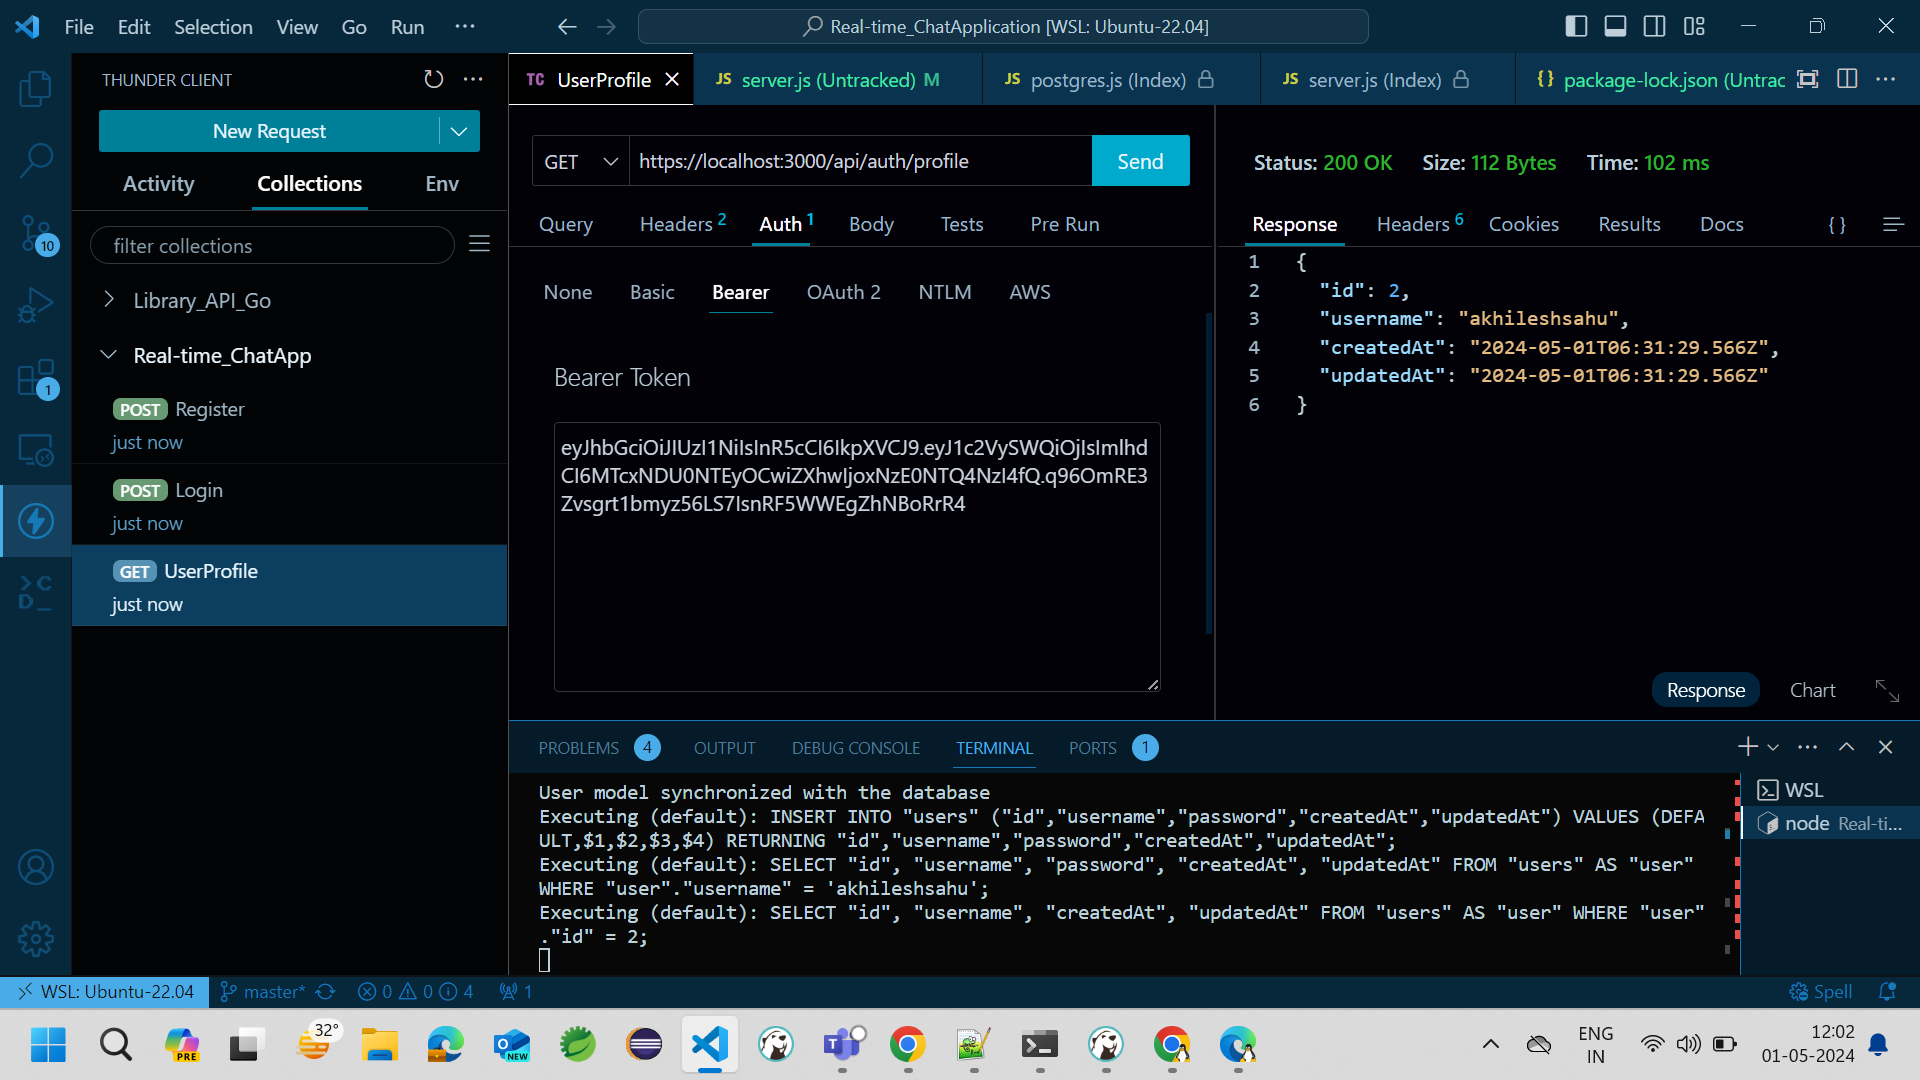 File Edit Selection View Go Run ···
Real-time_ChatApplication [WSL: Ubuntu-22.04]
THUNDER CLIENT
New Request
Activity Collections Env
filter collections
Library_API_Go
Real-time_ChatApp
POST Register
just now
POST Login
just now
GET UserProfile
just now
10
1
TC UserProfile
JS server.js (Untracked) M
JS postgres.js (Index)
JS server.js (Index)
{} package-lock.json (Untrac
GET https://localhost:3000/api/auth/profile Send
Query Headers 2 Auth 1 Body Tests Pre Run
None Basic Bearer OAuth 2 NTLM AWS
Bearer Token
Status: 200 OK Size: 112 Bytes Time: 102 ms
Response Headers 6 Cookies Results Docs { }
1 {
2 "id": 2,
3 "username": "akhileshsahu",
4 "createdAt": "2024-05-01T06:31:29.566Z",
5 "updatedAt": "2024-05-01T06:31:29.566Z"
6 }
Response Chart
PROBLEMS 4 OUTPUT DEBUG CONSOLE TERMINAL PORTS 1
User model synchronized with the database
Executing (default): INSERT INTO "users" ("id","username","password","createdAt","updatedAt") VALUES (DEFA
ULT,$1,$2,$3,$4) RETURNING "id","username","password","createdAt","updatedAt";
Executing (default): SELECT "id", "username", "password", "createdAt", "updatedAt" FROM "users" AS "user"
WHERE "user"."username" = 'akhileshsahu';
Executing (default): SELECT "id", "username", "createdAt", "updatedAt" FROM "users" AS "user" WHERE "user"
."id" = 2;
WSL
node Real-ti...
WSL: Ubuntu-22.04 master* 0 0 4 1 Spell
32°
PRE
NEW
ENG
IN
12:02
01-05-2024